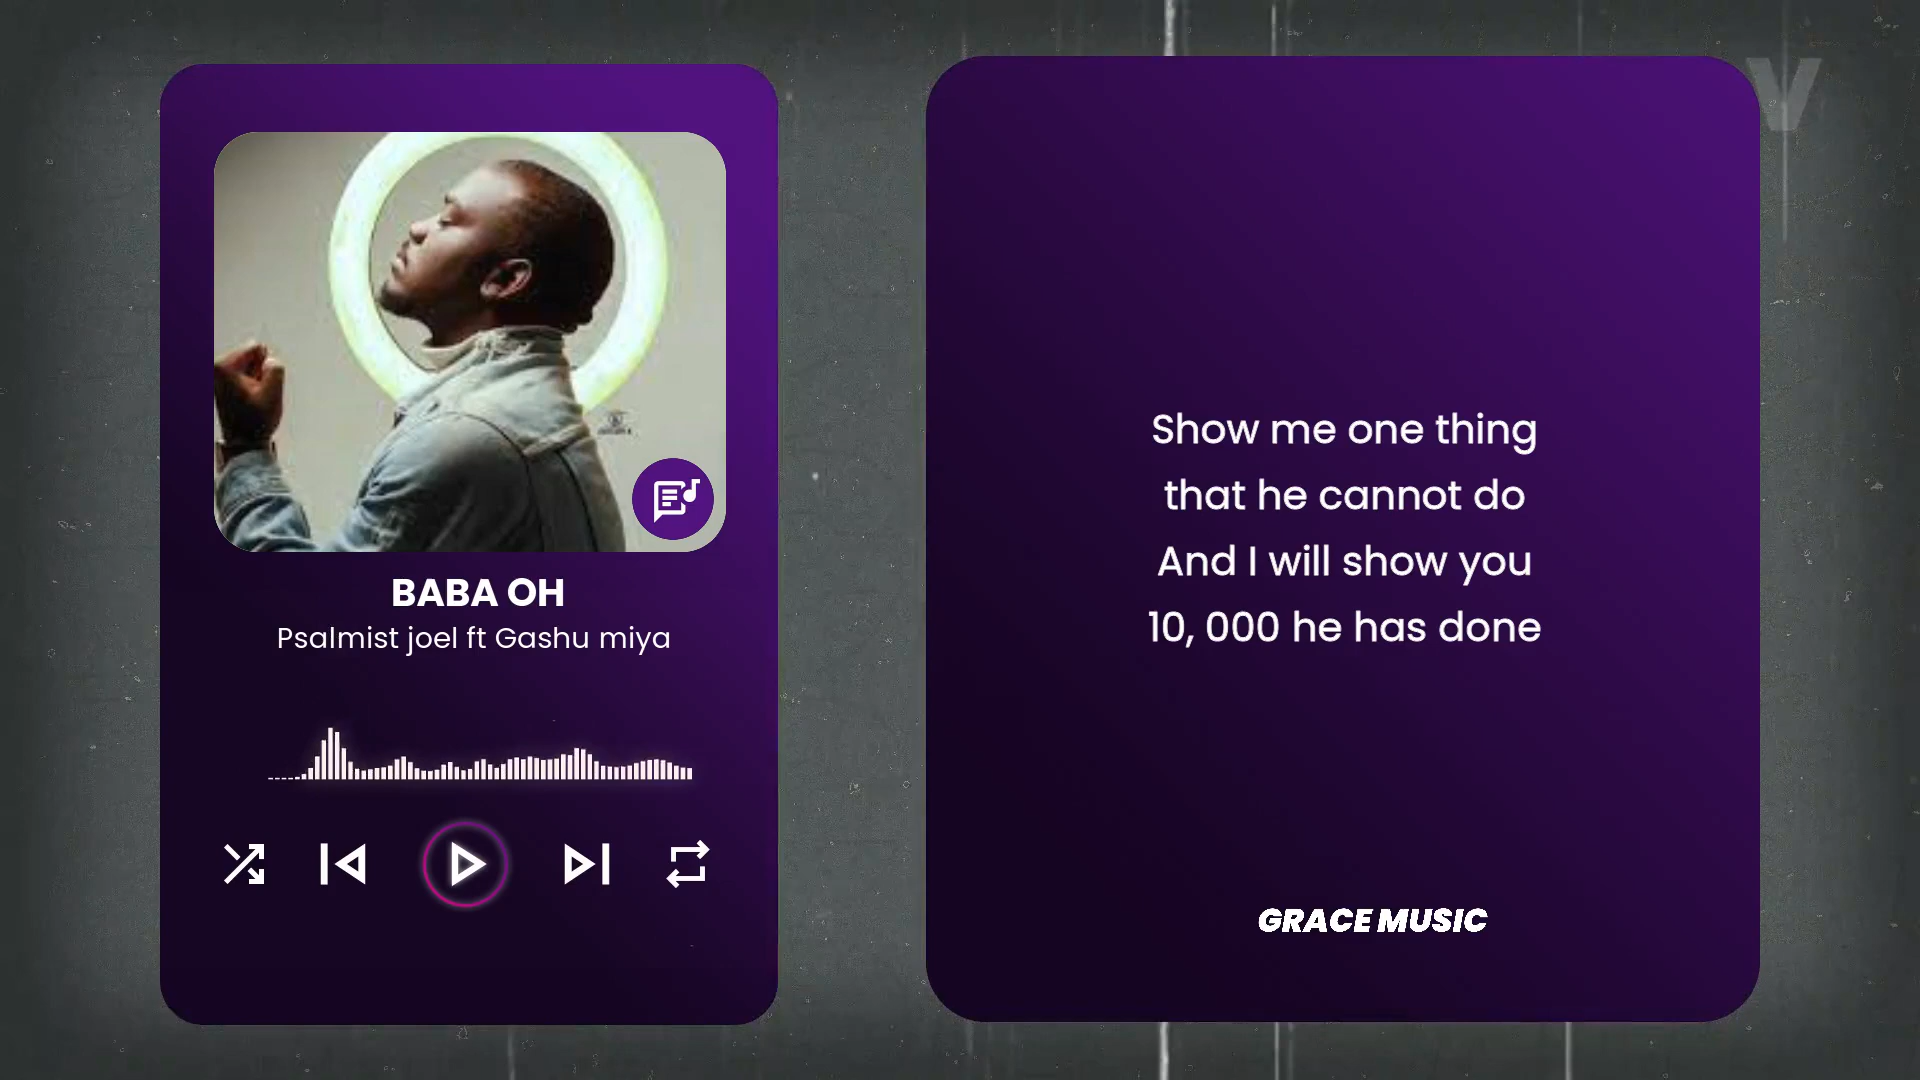 BABA OH
Psalmist joel ft Gashu miya
Show me one thing
that he cannot do
And I will show you
10, 000 he has done
GRACE MUSIC
V